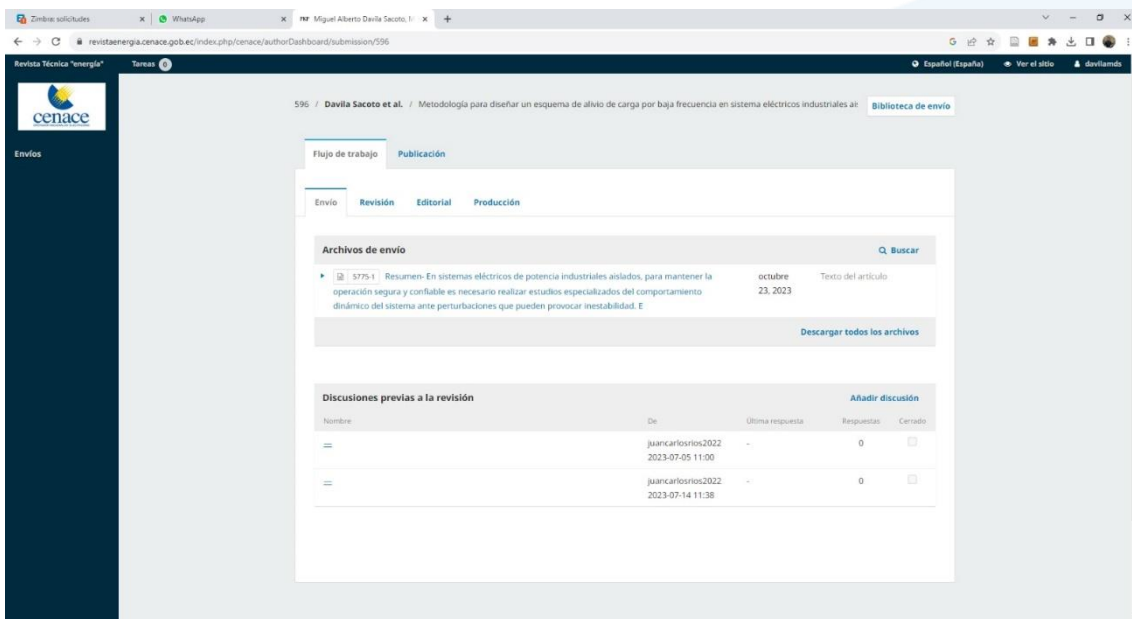 Zimbra: solicitudes
WhatsApp
Miguel Alberto Davila Sacoto,
revistaenergia.cenace.gob.ec/index.php/cenace/authorDashboard/submission/596
Revista Técnica "energía"
Tareas 0
Español (España)
Ver el sitio
davilamds
cenace
Envíos
596 / Davila Sacoto et al. / Metodología para diseñar un esquema de alivio de carga por baja frecuencia en sistema eléctricos industriales ais
Biblioteca de envío
Flujo de trabajo
Publicación
Envío
Revisión
Editorial
Producción
Archivos de envío
Buscar
5775-1 Resumen- En sistemas eléctricos de potencia industriales aislados, para mantener la
operación segura y confiable es necesario realizar estudios especializados del comportamiento
dinámico del sistema ante perturbaciones que pueden provocar inestabilidad. E
octubre
23, 2023
Texto del artículo
Descargar todos los archivos
Discusiones previas a la revisión
Añadir discusión
Nombre
De
Última respuesta
Respuestas
Cerrado
juancarlosrios2022
2023-07-05 11:00
-
0
juancarlosrios2022
2023-07-14 11:38
-
0